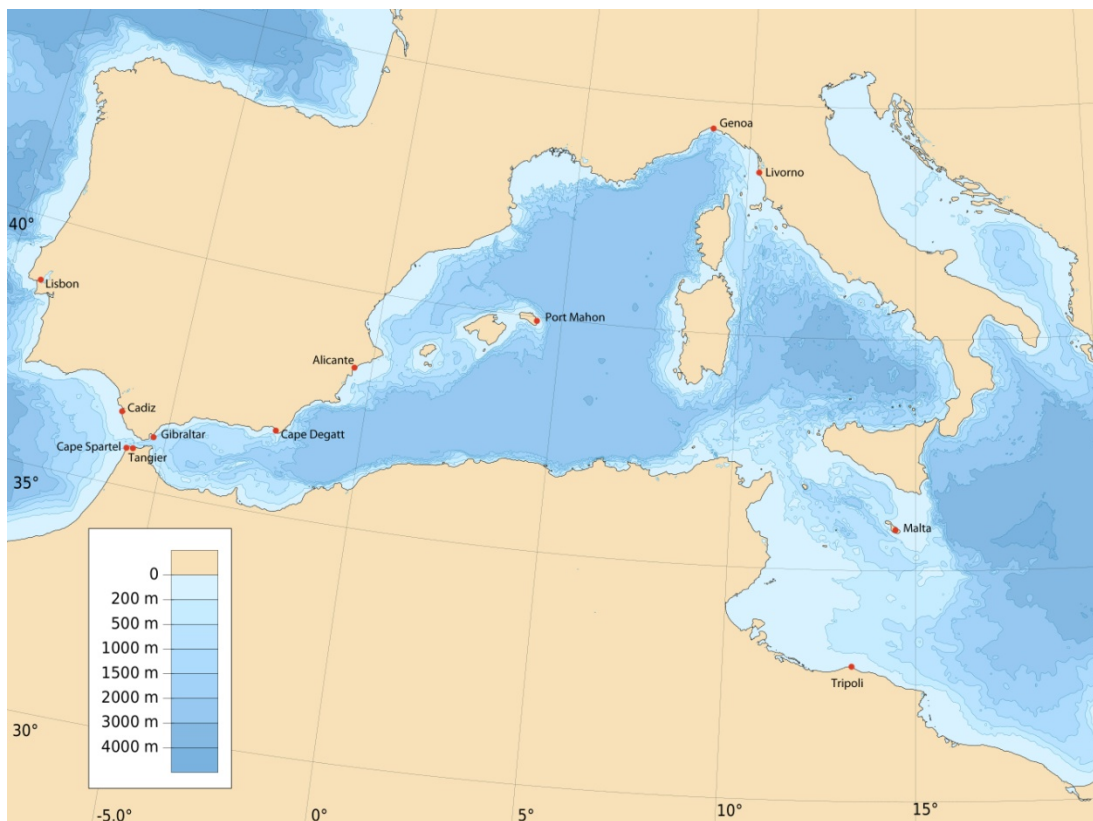 Genoa
Livorno
40°
Lisbon
Port Mahon
Alicante
Cadiz
Gibraltar
Cape Degatt
Cape Spartel
Tangier
35°
Malta
0
200 m
500 m
1000 m
1500 m
2000 m
3000 m
4000 m
Tripoli
30°
-5.0°
0°
5°
10°
15°